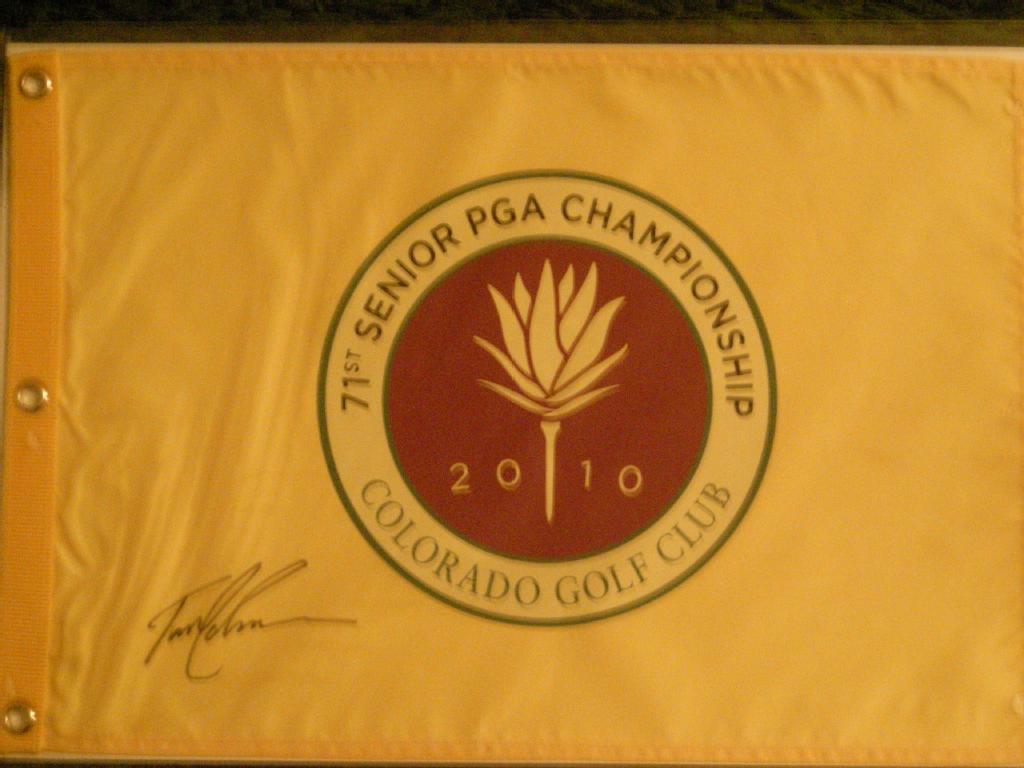 71ST SENIOR PGA CHAMPIONSHIP
2010
COLORADO GOLF CLUB